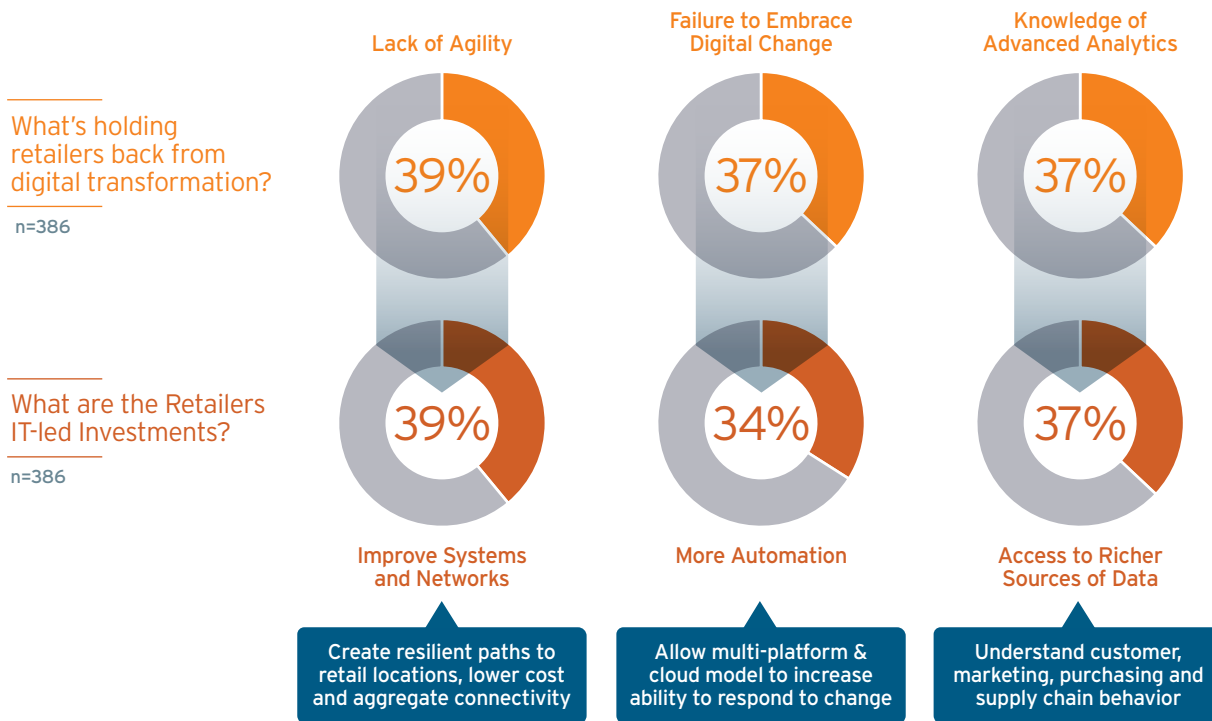 Lack of Agility
Failure to Embrace
Digital Change
Knowledge of
Advanced Analytics
What's holding
retailers back from
digital transformation?
n=386
39%
37%
37%
What are the Retailers
IT-led Investments?
n=386
39%
34%
37%
Improve Systems
and Networks
More Automation
Access to Richer
Sources of Data
Create resilient paths to
retail locations, lower cost
and aggregate connectivity
Allow multi-platform &
cloud model to increase
ability to respond to change
Understand customer,
marketing, purchasing and
supply chain behavior